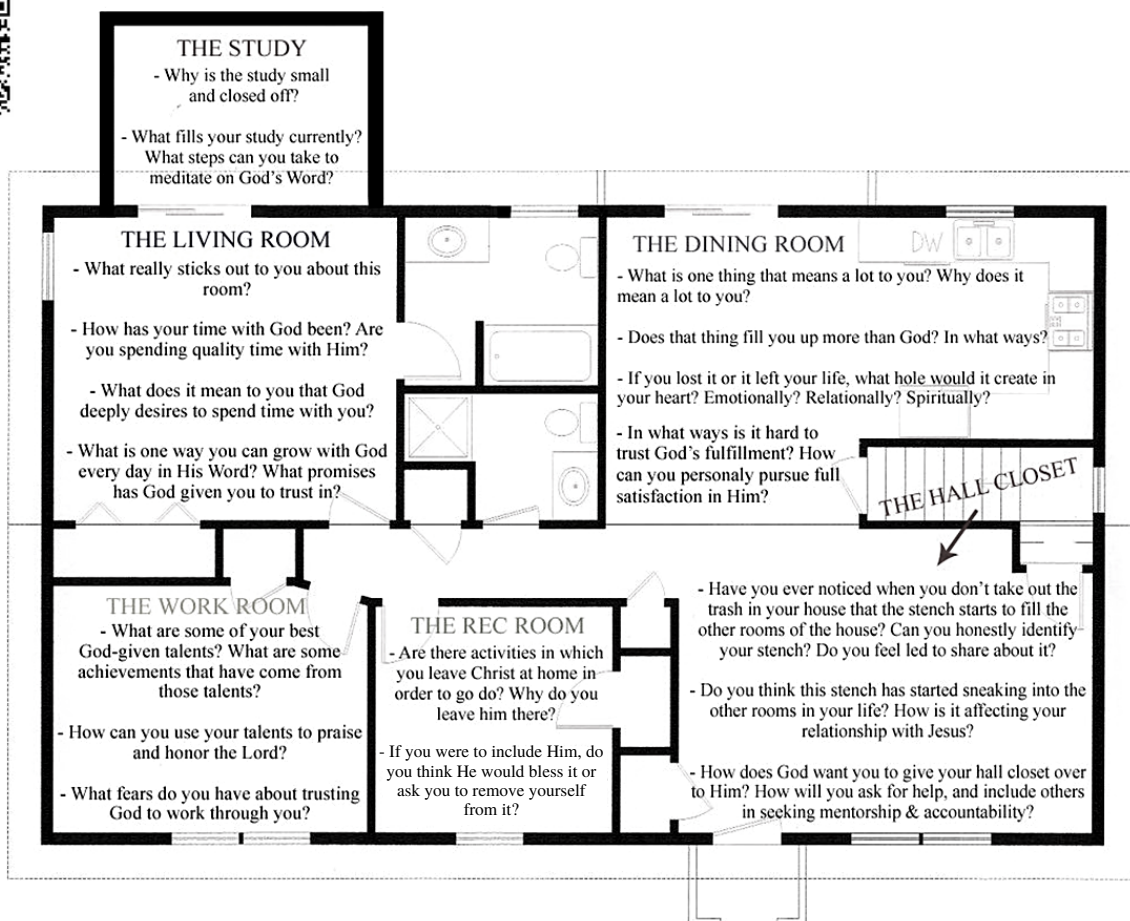 THE STUDY
- Why is the study small
and closed off?
- What fills your study currently?
What steps can you take to
meditate on God's Word?
THE LIVING ROOM
- What really sticks out to you about this
room?
- How has your time with God been? Are
you spending quality time with Him?
- What does it mean to you that God
deeply desires to spend time with you?
- What is one way you can grow with God
every day in His Word? What promises
has God given you to trust in?
THE DINING ROOM
DW
- What is one thing that means a lot to you? Why does it
mean a lot to you?
- Does that thing fill you up more than God? In what ways?
- If you lost it or it left your life, what hole would it create in
your heart? Emotionally? Relationally? Spiritually?
- In what ways is it hard to
trust God's fulfillment? How
can you personaly pursue full
satisfaction in Him?
THE HALL CLOSET
- Have you ever noticed when you don't take out the
trash in your house that the stench starts to fill the
other rooms of the house? Can you honestly identify
your stench? Do you feel led to share about it?
- Do you think this stench has started sneaking into the
other rooms in your life? How is it affecting your
relationship with Jesus?
- How does God want you to give your hall closet over
to Him? How will you ask for help, and include others
in seeking mentorship & accountability?
THE WORK ROOM
- What are some of your best
God-given talents? What are some
achievements that have come from
those talents?
- How can you use your talents to praise
and honor the Lord?
- What fears do you have about trusting
God to work through you?
THE REC ROOM
- Are there activities in which
you leave Christ at home in
order to go do? Why do you
leave him there?
- If you were to include Him, do
you think He would bless it or
ask you to remove yourself
from it?